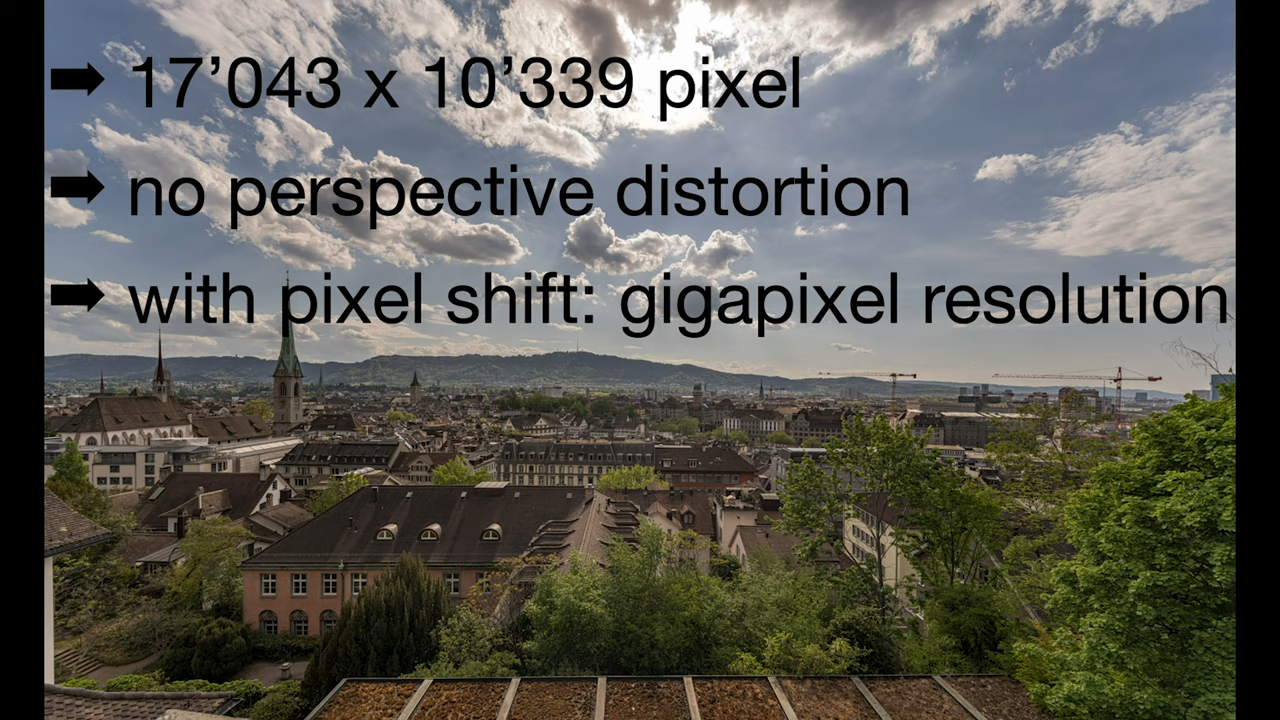 ➡ 17’043 x 10’339 pixel
➡ no perspective distortion
➡ with pixel shift: gigapixel resolution